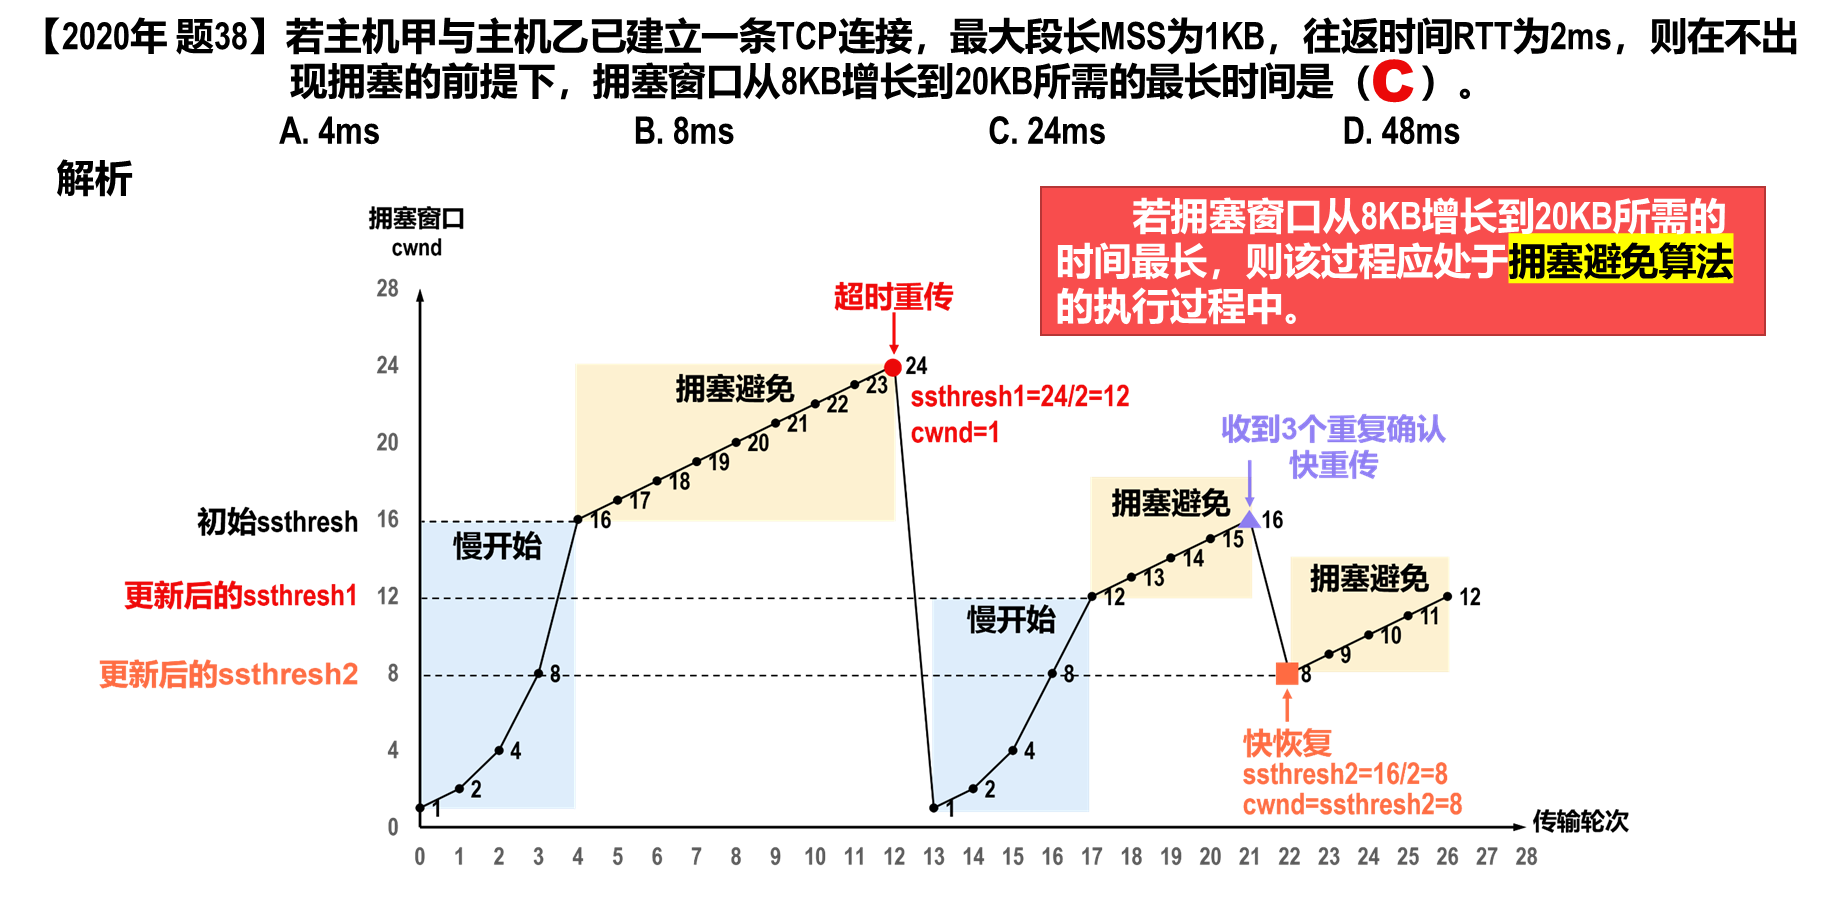 【2020年 题38】若主机甲与主机乙已建立一条TCP连接，最大段长MSS为1KB，往返时间RTT为2ms，则在不出
现拥塞的前提下，拥塞窗口从8KB增长到20KB所需的最长时间是（C）。
A. 4ms B. 8ms C. 24ms D. 48ms
解析
若拥塞窗口从8KB增长到20KB所需的
时间最长，则该过程应处于拥塞避免算法
的执行过程中。
拥塞窗口
cwnd
28
24
20
16
12
8
4
0
初始ssthresh
更新后的ssthresh1
更新后的ssthresh2
慢开始
1
2
4
8
16
拥塞避免
17
18
19
20
21
22
23
24
超时重传
ssthresh1=24/2=12
cwnd=1
慢开始
1
2
4
8
12
拥塞避免
13
14
15
16
收到3个重复确认
快重传
拥塞避免
8
9
10
11
12
快恢复
ssthresh2=16/2=8
cwnd=ssthresh2=8
传输轮次
0 1 2 3 4 5 6 7 8 9 10 11 12 13 14 15 16 17 18 19 20 21 22 23 24 25 26 27 28